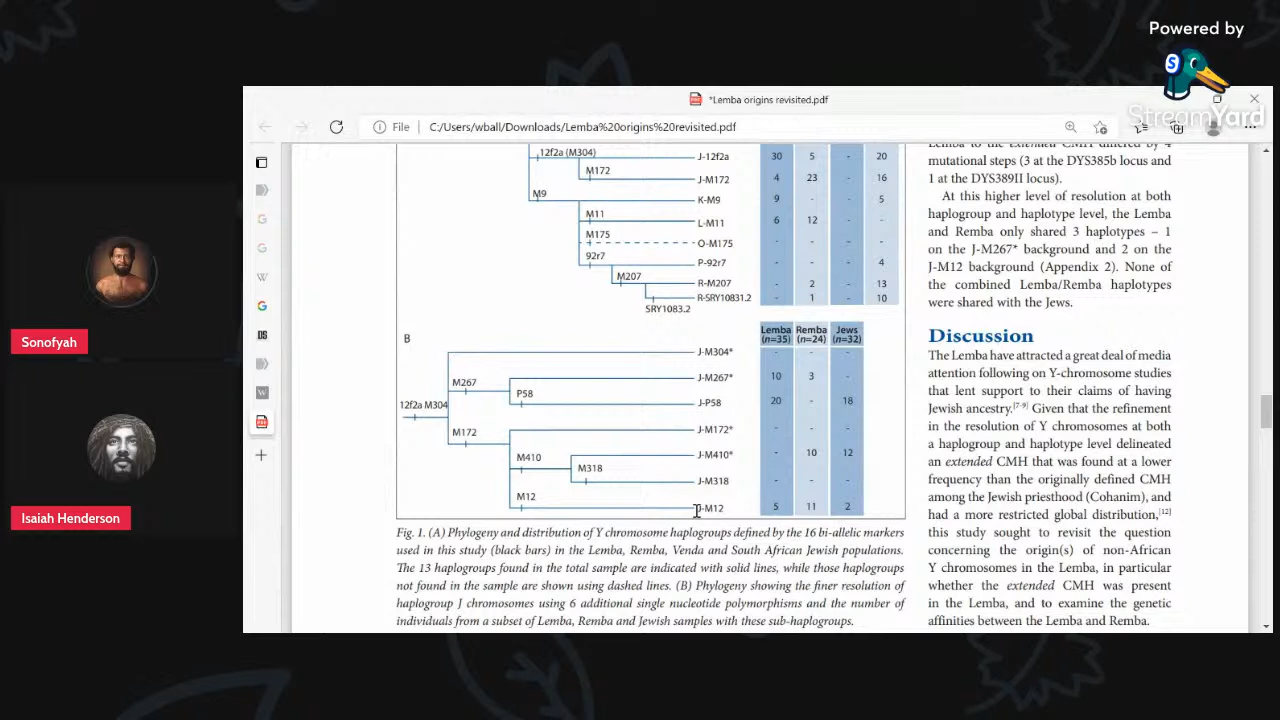 Powered by
StreamYard
*Lemba origins revisited.pdf
File
C:/Users/wball/Downloads/Lemba%20origins%20revisited.pdf
12f2a (M304)
J-12f2a
30 5 - 20
M172
J-M172
4 23 - 16
M9
K-M9
9 - - 5
M11
L-M11
6 12 - -
M175
O-M175
- - - -
92r7
P-92r7
- - - 4
M207
R-M207
- 2 - 13
R-SRY10831.2
- 1 - 10
SRY1083.2
B
Lemba (n=35)
Remba (n=24)
Jews (n=32)
J-M304*
- - -
M267
J-M267*
10 3 -
P58
J-P58
20 - 18
12f2a M304
M172
J-M172*
- - -
M410
J-M410*
- 10 12
M318
J-M318
- - -
M12
J-M12
5 11 2
Fig. 1. (A) Phylogeny and distribution of Y chromosome haplogroups defined by the 16 bi-allelic markers
used in this study (black bars) in the Lemba, Remba, Venda and South African Jewish populations.
The 13 haplogroups found in the total sample are indicated with solid lines, while those haplogroups
not found in the sample are shown using dashed lines. (B) Phylogeny showing the finer resolution of
haplogroup J chromosomes using 6 additional single nucleotide polymorphisms and the number of
individuals from a subset of Lemba, Remba and Jewish samples with these sub-haplogroups.
Lemba to the extended CMH differed by 4
mutational steps (3 at the DYS385b locus and
1 at the DYS389II locus).
At this higher level of resolution at both
haplogroup and haplotype level, the Lemba
and Remba only shared 3 haplotypes – 1
on the J-M267* background and 2 on the
J-M12 background (Appendix 2). None of
the combined Lemba/Remba haplotypes
were shared with the Jews.
Discussion
The Lemba have attracted a great deal of media
attention following on Y-chromosome studies
that lent support to their claims of having
Jewish ancestry.[7-9] Given that the refinement
in the resolution of Y chromosomes at both
a haplogroup and haplotype level delineated
an extended CMH that was found at a lower
frequency than the originally defined CMH
among the Jewish priesthood (Cohanim), and
had a more restricted global distribution,[12]
this study sought to revisit the question
concerning the origin(s) of non-African
Y chromosomes in the Lemba, in particular
whether the extended CMH was present
in the Lemba, and to examine the genetic
affinities between the Lemba and Remba.
Sonofyah
Isaiah Henderson